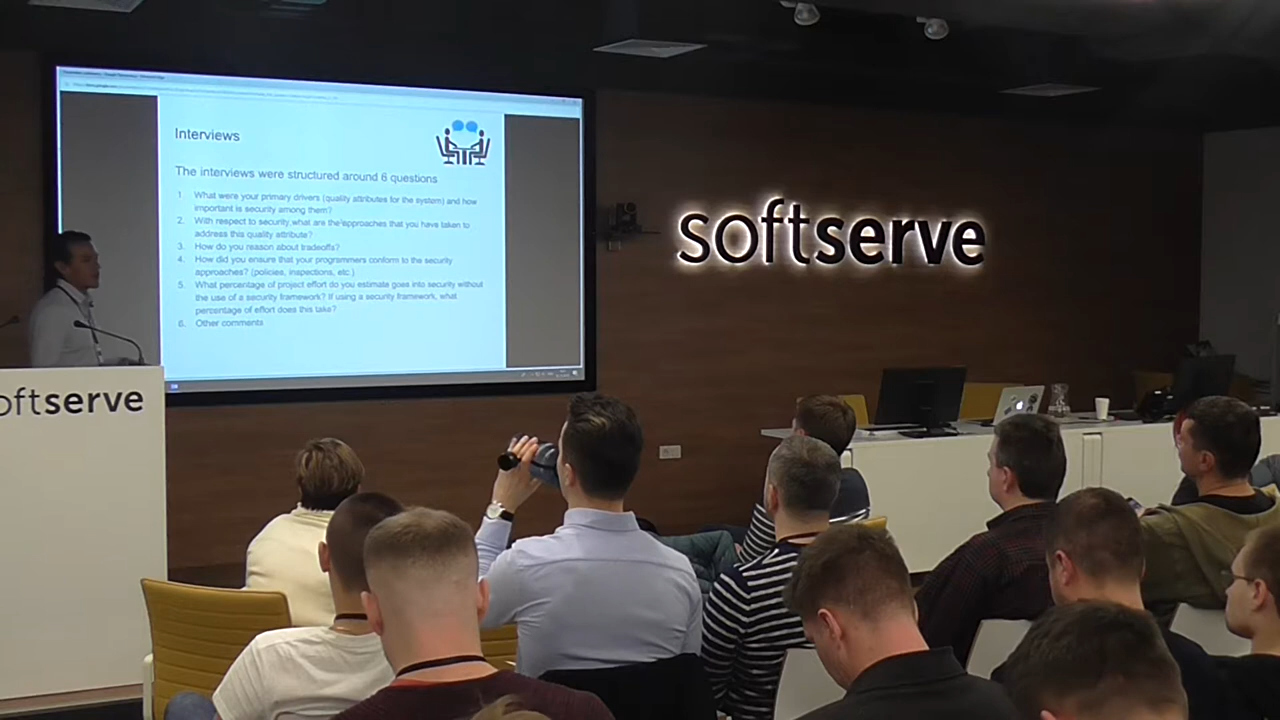 Interviews
The interviews were structured around 6 questions
1 What were your primary drivers (quality attributes for the system) and how
important is security among them?
2. With respect to security,what are the approaches that you have taken to
address this quality attribute?
3. How do you reason about tradeoffs?
4. How did you ensure that your programmers conform to the security
approaches? (policies, inspections, etc.)
5. What percentage of project effort do you estimate goes into security without
the use of a security framework? If using a security framework, what
percentage of effort does this take?
6. Other comments
softserve
oftserve